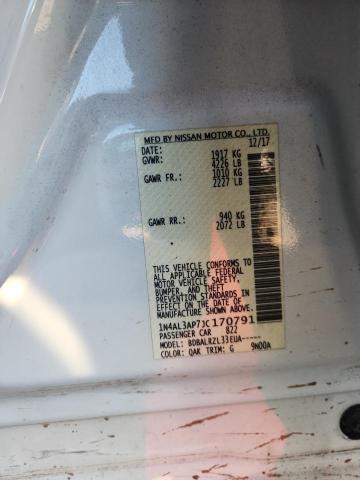 MFD BY NISSAN MOTOR CO., LTD.
DATE: 12/17
GVWR: 1917 KG
4226 LB
GAWR FR.: 1010 KG
2227 LB
GAWR RR.: 940 KG
2072 LB
THIS VEHICLE CONFORMS TO
ALL APPLICABLE FEDERAL
MOTOR VEHICLE SAFETY,
BUMPER, AND THEFT
PREVENTION STANDARDS IN
EFFECT ON THE DATE OF
MANUFACTURE SHOWN ABOVE.
1N4AL3AP7JC170791
PASSENGER CAR 822
MODEL: BDBALRZL33EUA-----
COLOR: QAK TRIM: G 9N00A